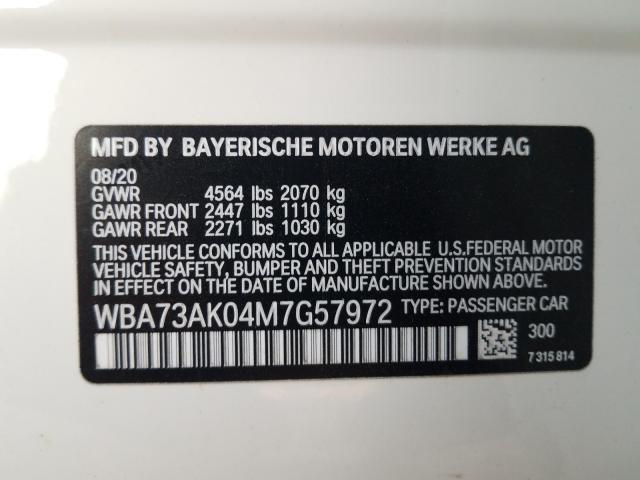 MFD BY BAYERISCHE MOTOREN WERKE AG
08/20
GVWR 4564 lbs 2070 kg
GAWR FRONT 2447 lbs 1110 kg
GAWR REAR 2271 lbs 1030 kg
THIS VEHICLE CONFORMS TO ALL APPLICABLE U.S.FEDERAL MOTOR
VEHICLE SAFETY, BUMPER AND THEFT PREVENTION STANDARDS
IN EFFECT ON THE DATE OF MANUFACTURE SHOWN ABOVE.
WBA73AK04M7G57972 TYPE: PASSENGER CAR
300
7315814